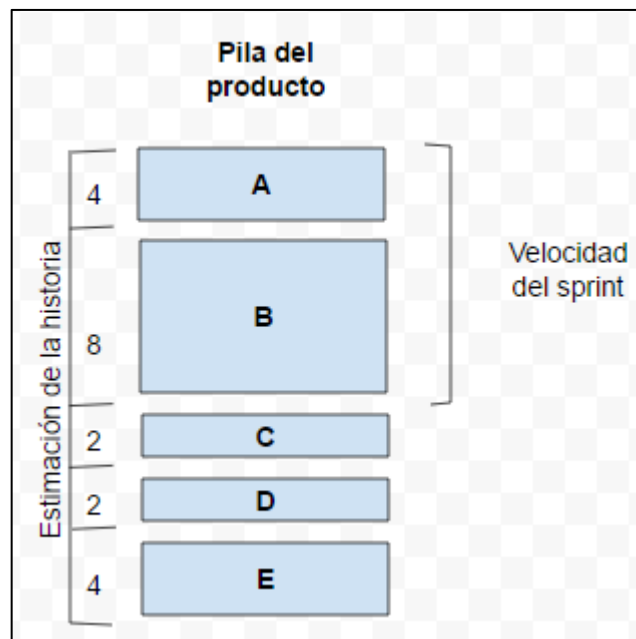 Pila del
producto
Estimación de la historia
4
A
8
B
2
C
2
D
4
E
Velocidad
del sprint